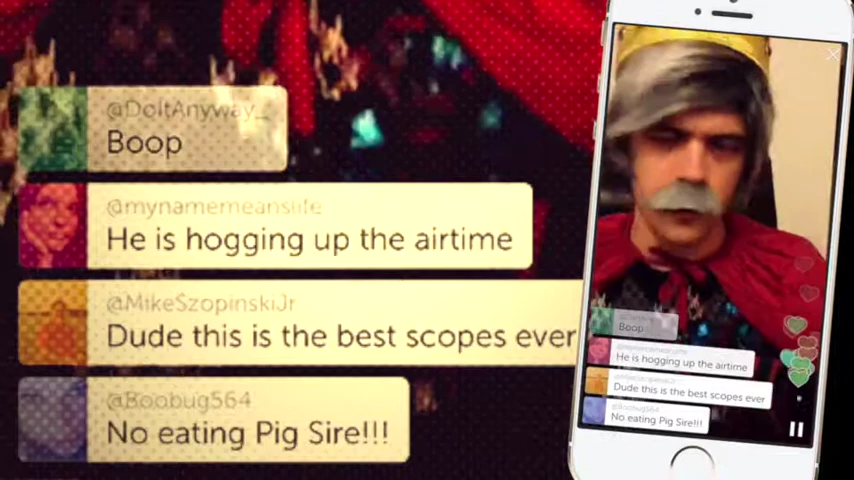 @DoItAnyway_
Boop
@mynamemeanslife
He is hogging up the airtime
@MikeSzopinskiJr
Dude this is the best scopes ever
@Boobug564
No eating Pig Sire!!!
Boop
He is hogging up the airtime
Dude this is the best scopes ever
@Boobug564
No eating Pig Sire!!!